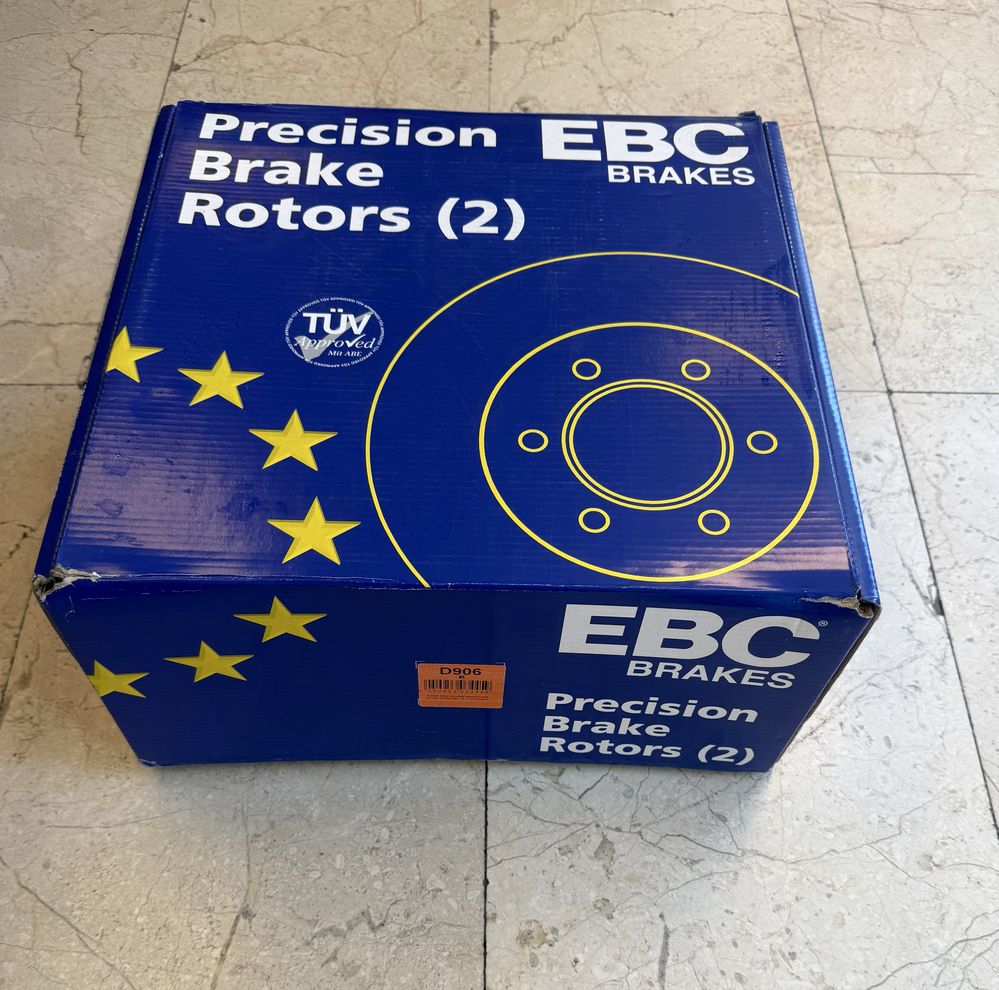 Precision
Brake
Rotors (2)
EBC®
BRAKES
TÜV
Approved
Mit ABE
D906
K
EBC®
BRAKES
Precision
Brake
Rotors (2)